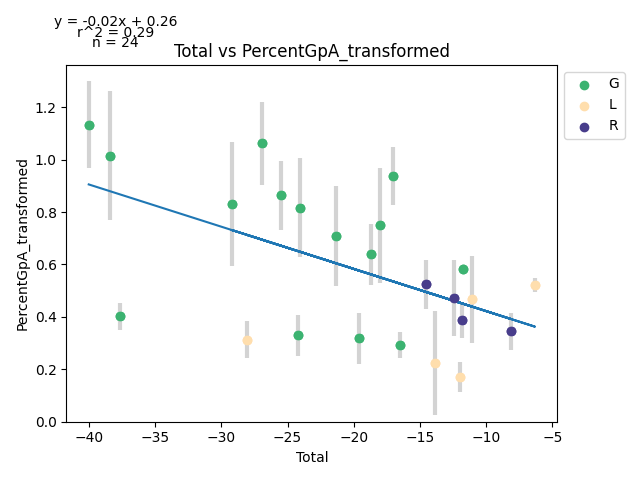 y = -0.02x + 0.26
r^2 = 0.29
n = 24
Total vs PercentGpA_transformed
G
L
R
PercentGpA_transformed
1.2
1.0
0.8
0.6
0.4
0.2
0.0
−40 −35 −30 −25 −20 −15 −10 −5
Total